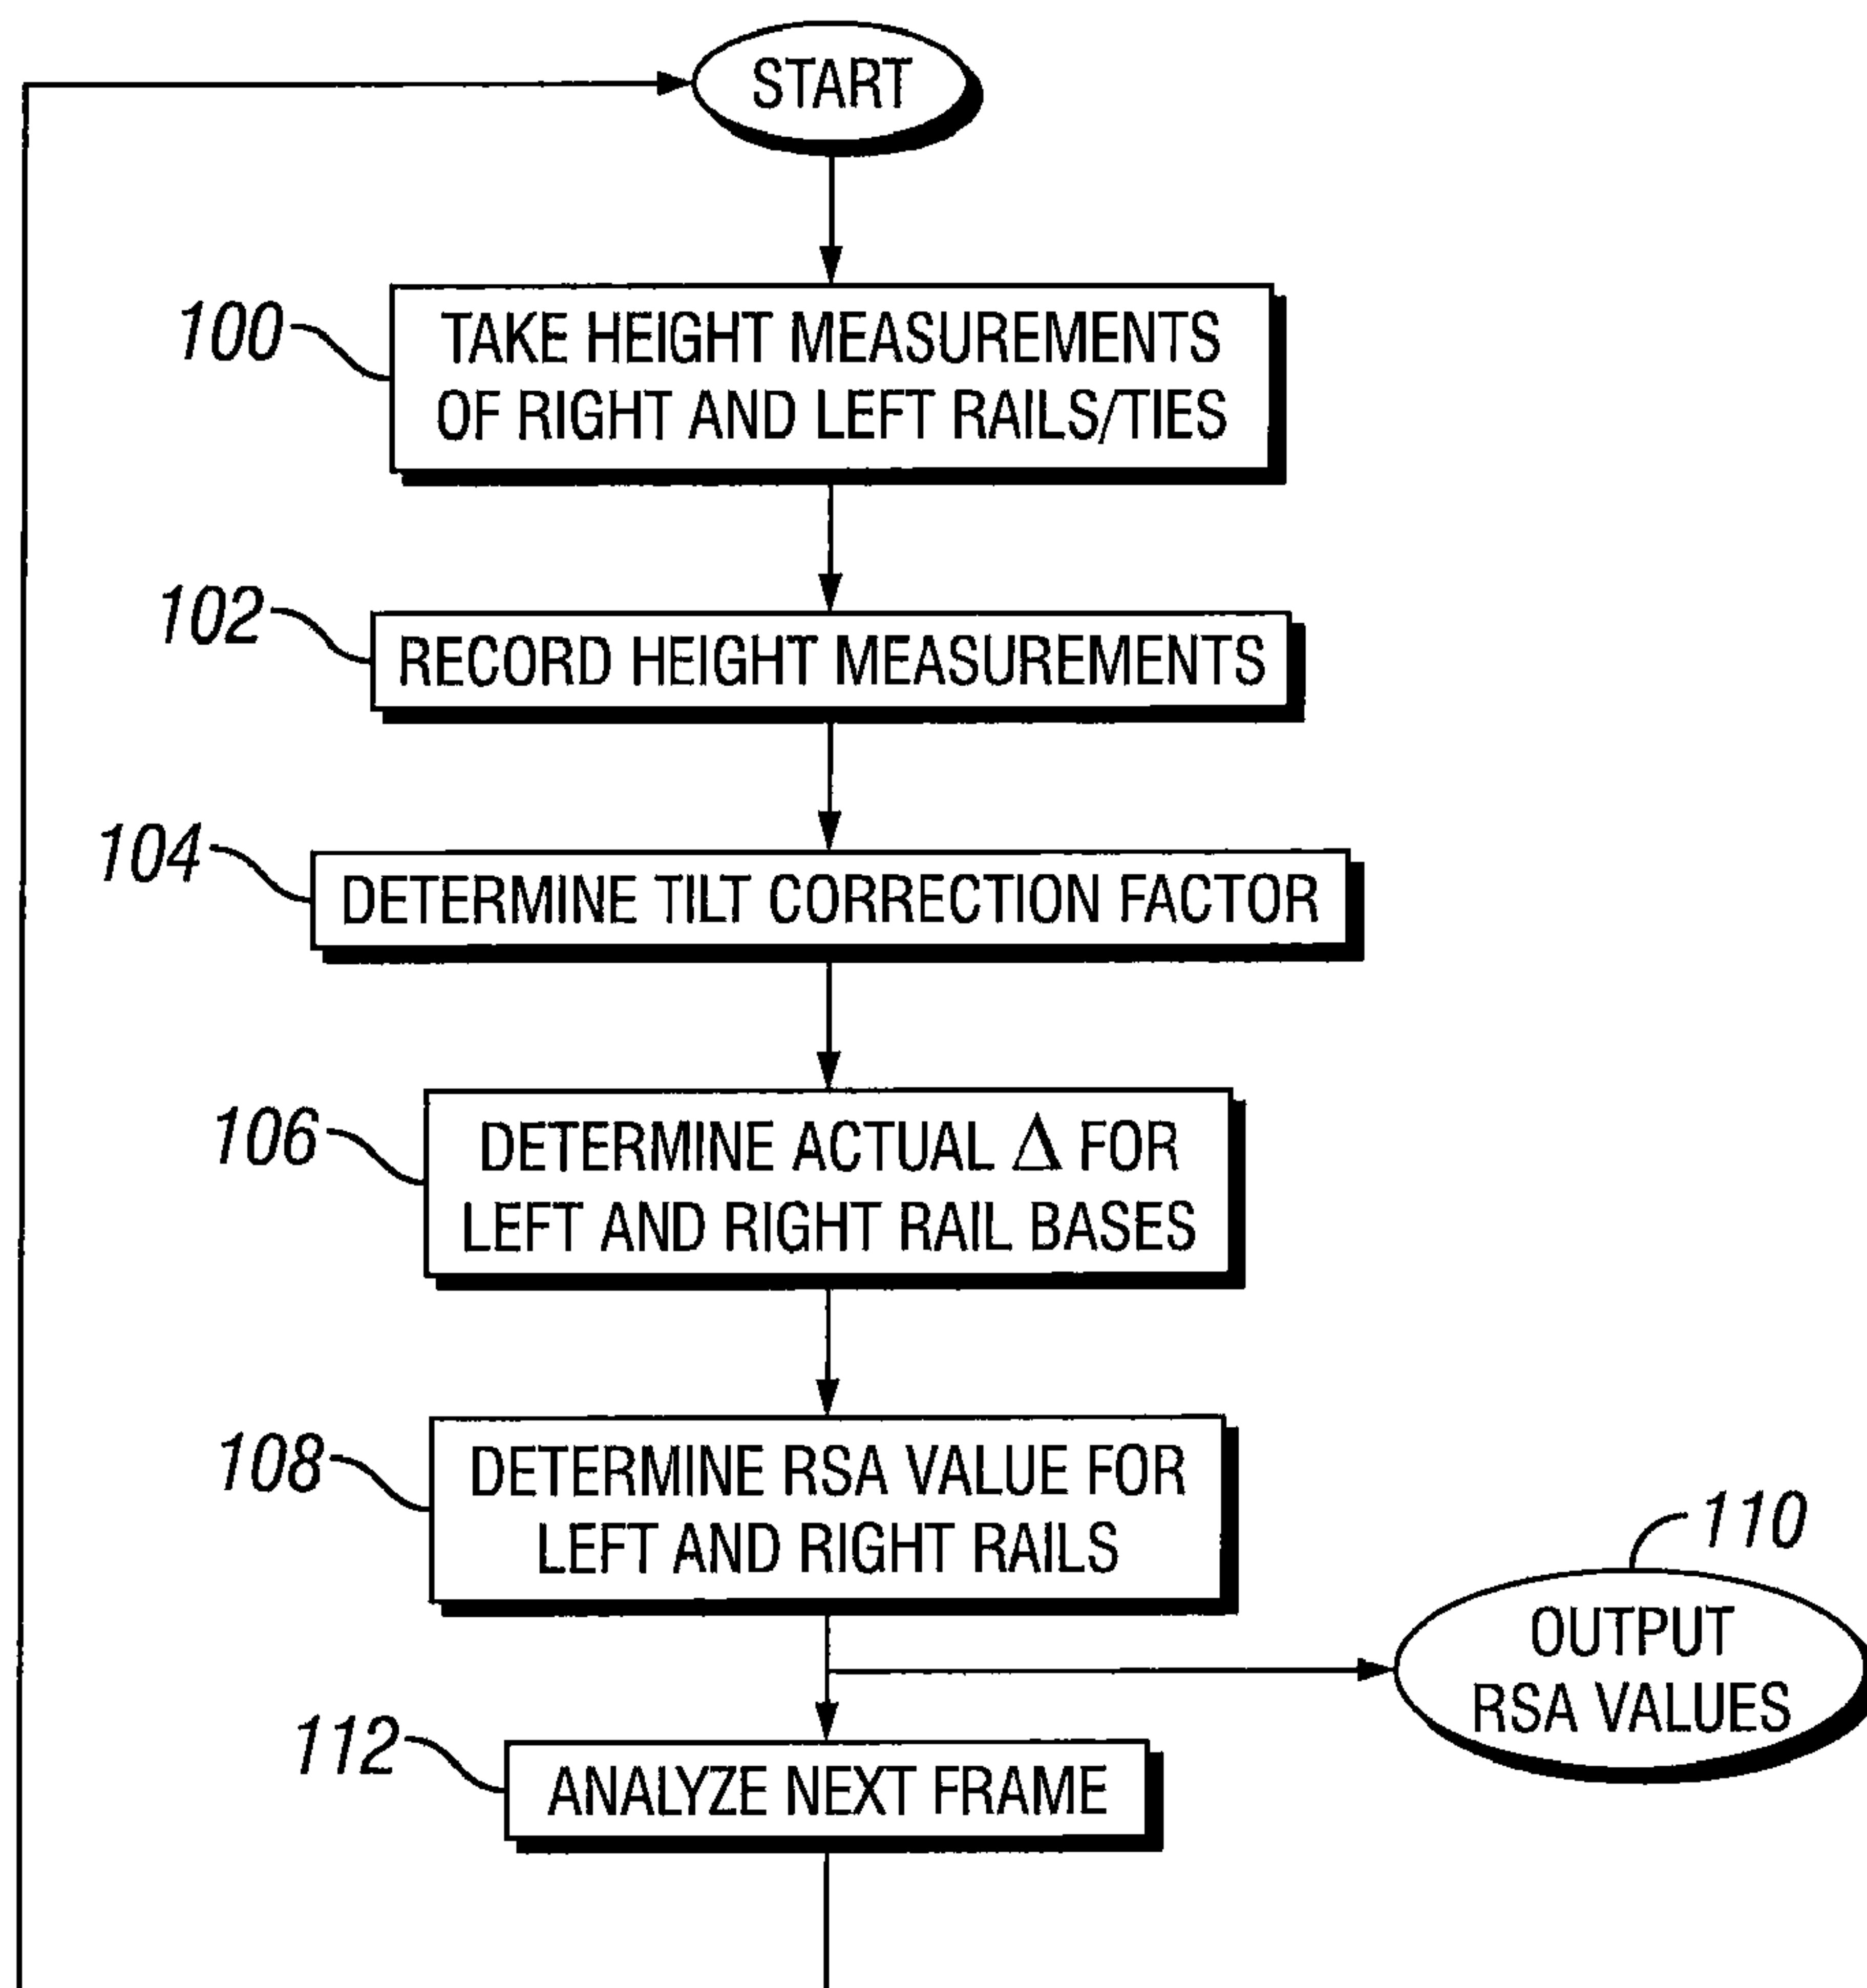 START
100
TAKE HEIGHT MEASUREMENTS
OF RIGHT AND LEFT RAILS/TIES
102
RECORD HEIGHT MEASUREMENTS
104
DETERMINE TILT CORRECTION FACTOR
106
DETERMINE ACTUAL Δ FOR
LEFT AND RIGHT RAIL BASES
108
DETERMINE RSA VALUE FOR
LEFT AND RIGHT RAILS
110
OUTPUT
RSA VALUES
112
ANALYZE NEXT FRAME